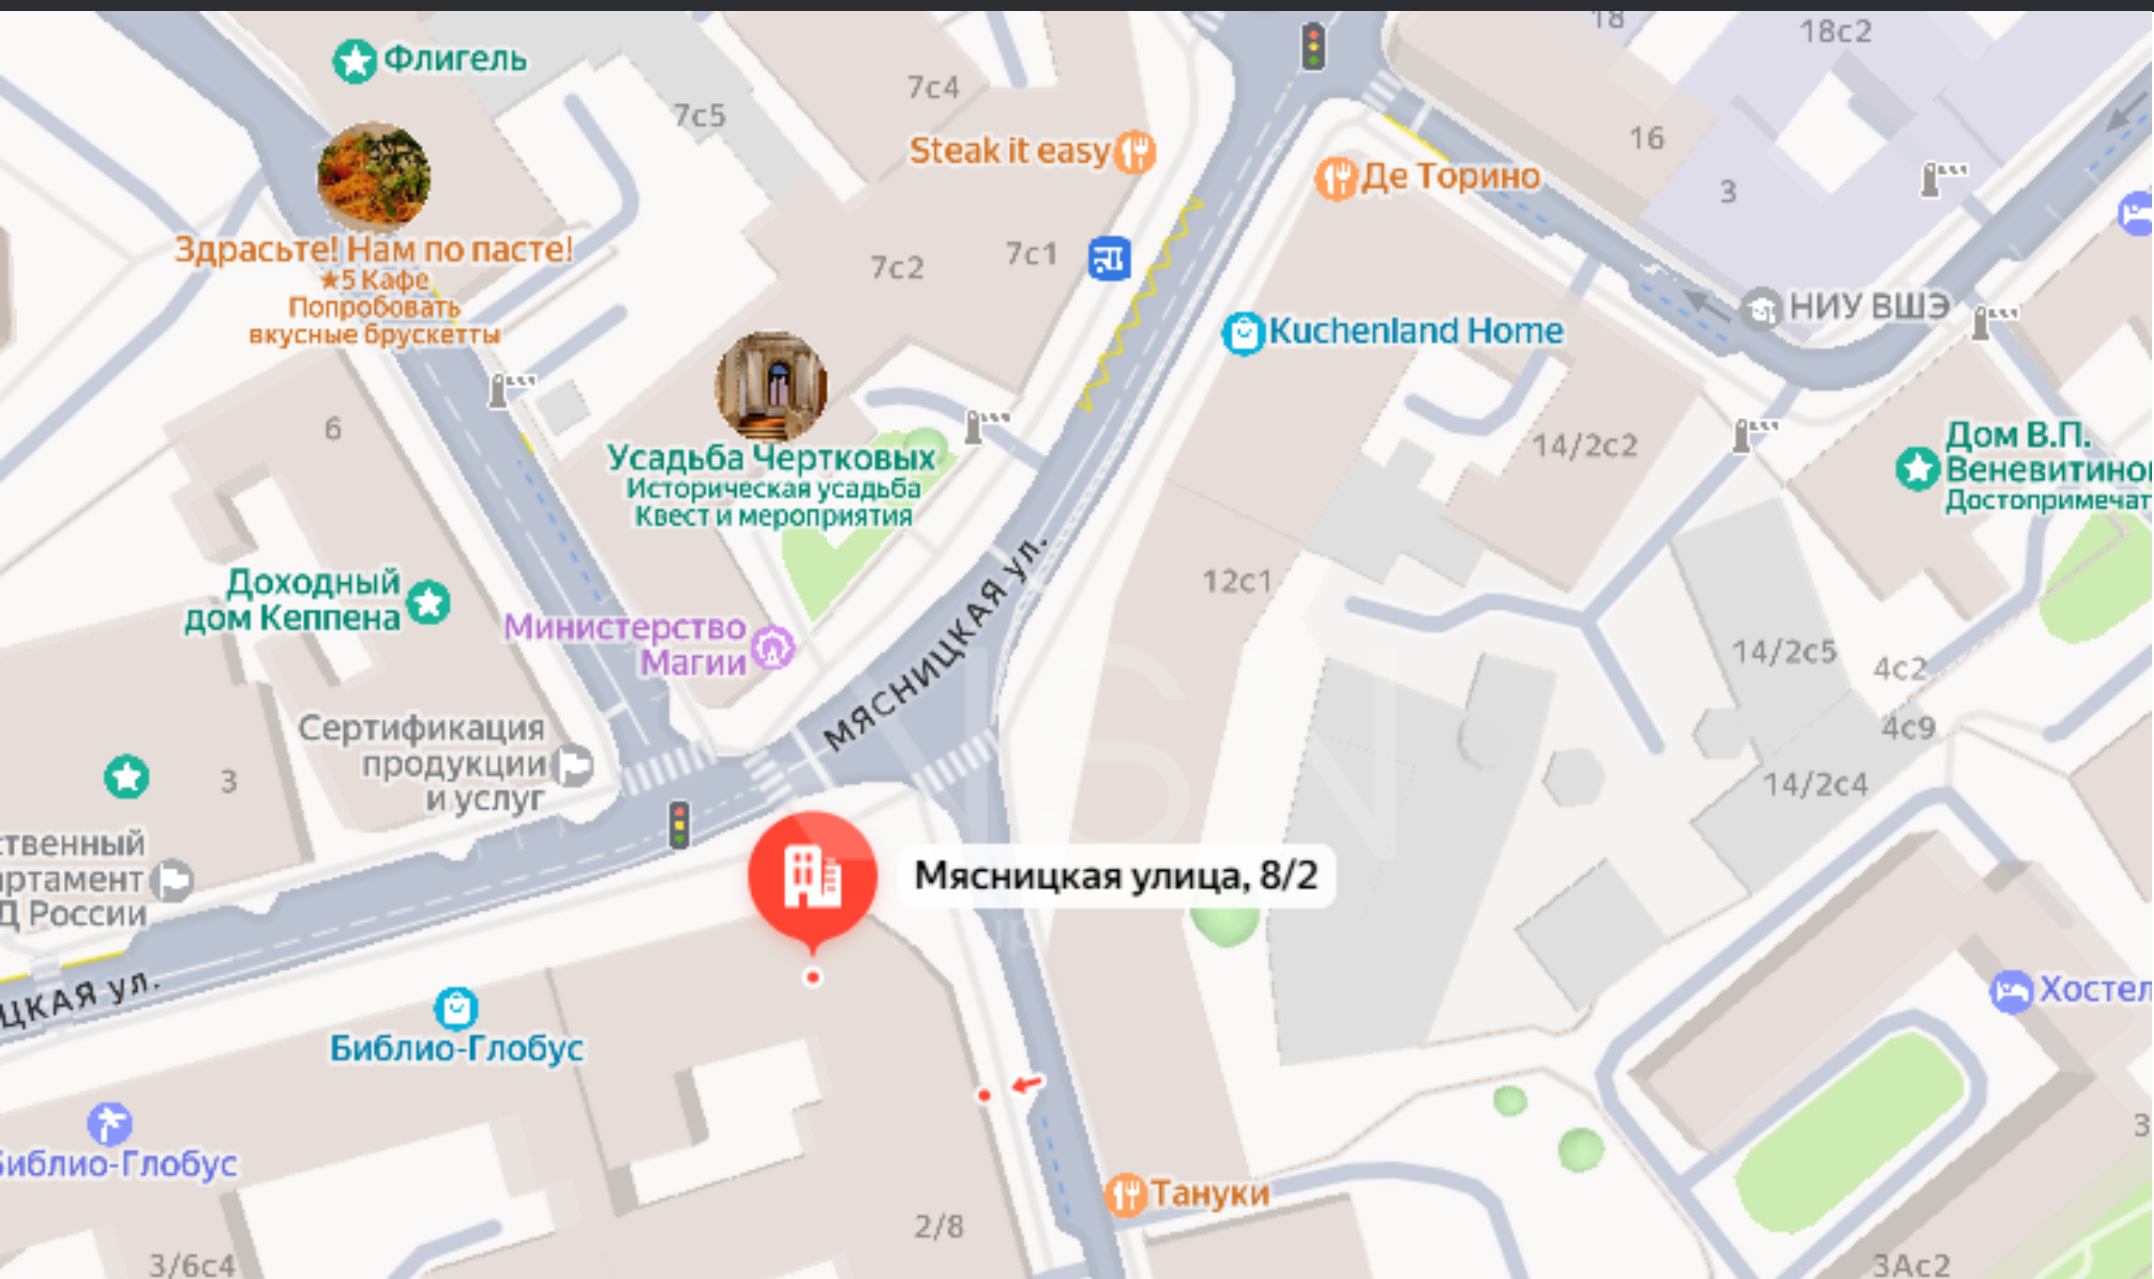 Флигель
7с5
7с4
18
18с2
Steak it easy
Де Торино
16
3
Здрасьте! Нам по пасте!
★5 Кафе
Попробовать
вкусные брускетты
7с2
7с1
НИУ ВШЭ
Kuchenland Home
6
Усадьба Чертковых
Историческая усадьба
Квест и мероприятия
14/2с2
Дом В.П.
Веневитинов
Достопримечат
Доходный
дом Кеппена
12с1
Министерство
Магии
МЯСНИЦКАЯ ул.
14/2с5
4с2
4с9
14/2с4
Сертификация
продукции
и услуг
3
ственный
артамент
Д России
Мясницкая улица, 8/2
ЦКАЯ ул.
Библио-Глобус
Хостел
Библио-Глобус
Тануки
2/8
3/6с4
3
3Ас2